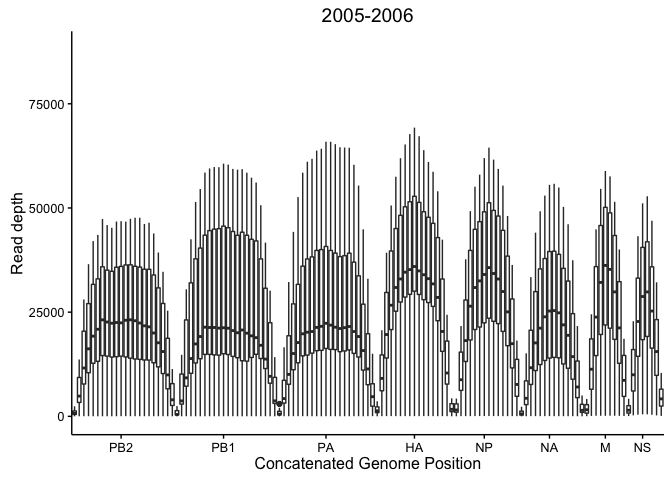 2005-2006
75000
50000
25000
0
Read depth
PB2 PB1 PA HA NP NA M NS
Concatenated Genome Position